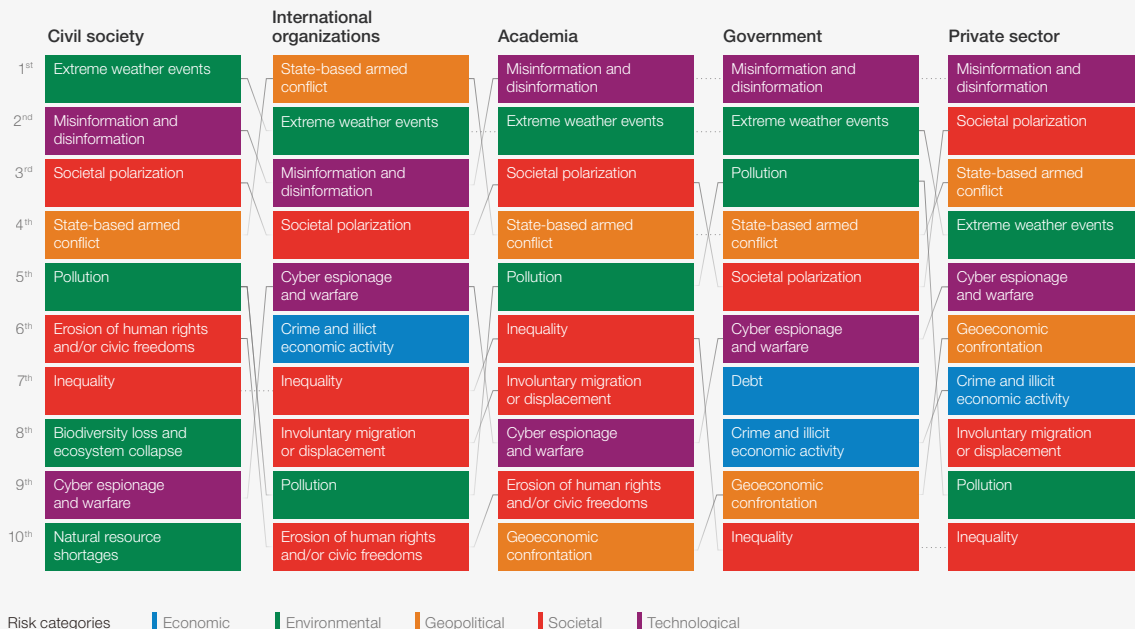 Civil society
International
organizations
Academia
Government
Private sector
1st
Extreme weather events
State-based armed
conflict
Misinformation and
disinformation
Misinformation and
disinformation
Misinformation and
disinformation
2nd
Misinformation and
disinformation
Extreme weather events
Extreme weather events
Extreme weather events
Societal polarization
3rd
Societal polarization
Misinformation and
disinformation
Societal polarization
Pollution
State-based armed
conflict
4th
State-based armed
conflict
Societal polarization
State-based armed
conflict
State-based armed
conflict
Extreme weather events
5th
Pollution
Cyber espionage
and warfare
Pollution
Societal polarization
Cyber espionage
and warfare
6th
Erosion of human rights
and/or civic freedoms
Crime and illict
economic activity
Inequality
Cyber espionage
and warfare
Geoeconomic
confrontation
7th
Inequality
Inequality
Involuntary migration
or displacement
Debt
Crime and illicit
economic activity
8th
Biodiversity loss and
ecosystem collapse
Involuntary migration
or displacement
Cyber espionage
and warfare
Crime and illicit
economic activity
Involuntary migration
or displacement
9th
Cyber espionage
and warfare
Pollution
Erosion of human rights
and/or civic freedoms
Geoeconomic
confrontation
Pollution
10th
Natural resource
shortages
Erosion of human rights
and/or civic freedoms
Geoeconomic
confrontation
Inequality
Inequality
Risk categories
Economic
Environmental
Geopolitical
Societal
Technological